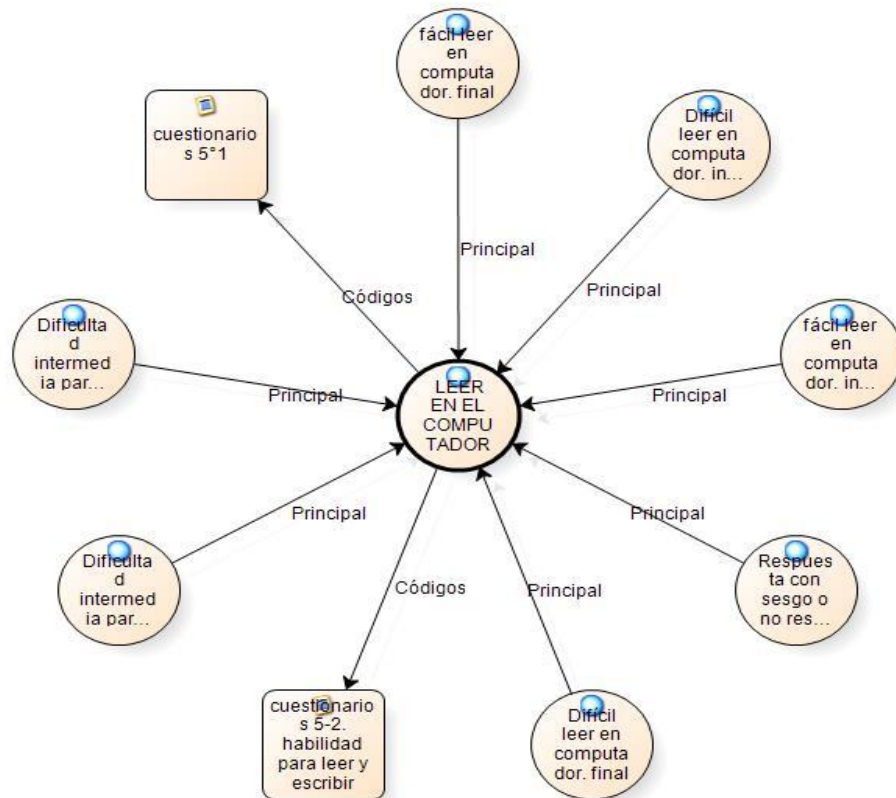 fácil leer
en
computa
dor. final
cuestionario
s 5°1
Difícil
leer en
computa
dor. in...
Principal
Principal
Códigos
Dificulta
d
intermed
ia par...
fácil leer
en
computa
dor. in...
Principal
LEER
EN EL
COMPU
TADOR
Principal
Principal
Principal
Dificulta
d
intermed
ia par...
Respues
ta con
sesgo o
no res...
Códigos
Principal
cuestionario
s 5-2.
habilidad
para leer y
escribir
Difícil
leer en
computa
dor. final